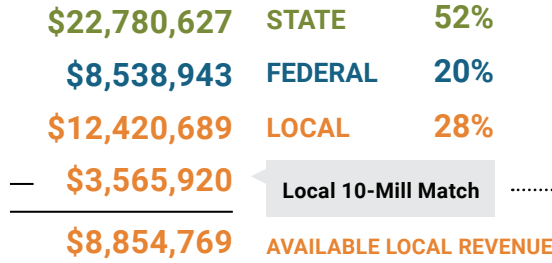 $22,780,627 STATE 52%
$8,538,943 FEDERAL 20%
$12,420,689 LOCAL 28%
— $3,565,920 Local 10-Mill Match ..........
$8,854,769 AVAILABLE LOCAL REVENUE